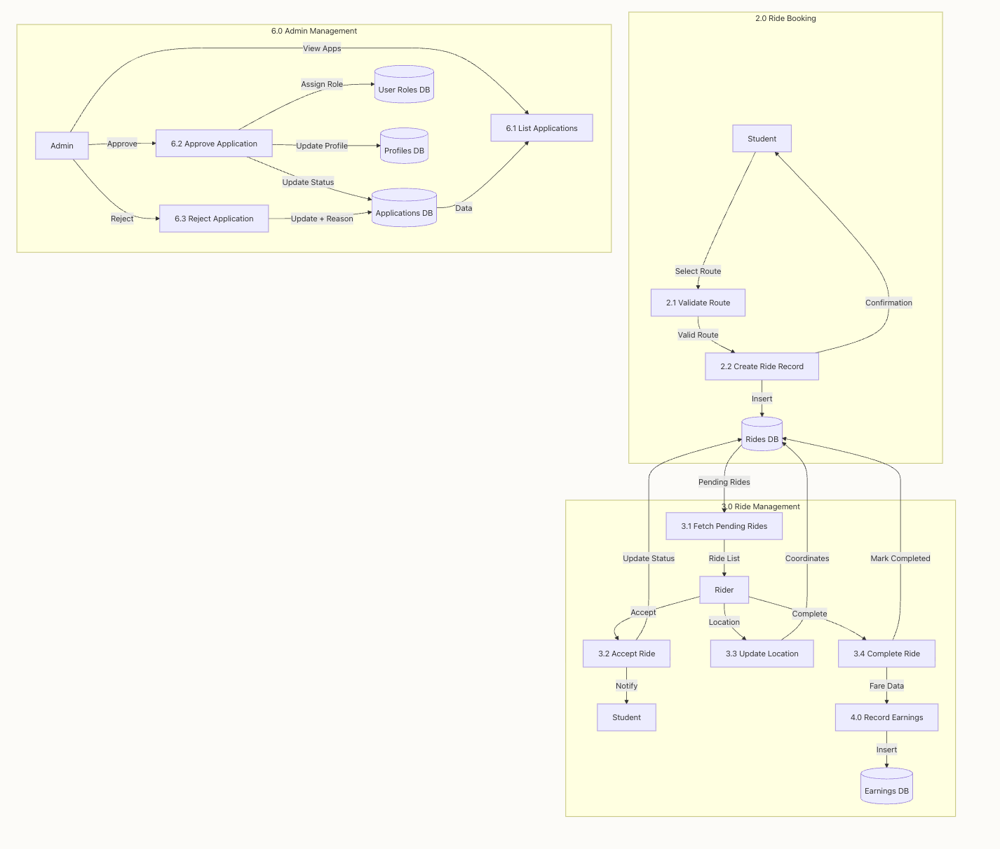 6.0 Admin Management
View Apps
Assign Role
User Roles DB
6.1 List Applications
Admin
Approve
6.2 Approve Application
Update Profile
Profiles DB
Update Status
Applications DB
Data
Reject
6.3 Reject Application
Update + Reason
2.0 Ride Booking
Student
Select Route
2.1 Validate Route
Confirmation
Valid Route
2.2 Create Ride Record
Insert
Rides DB
Pending Rides
3.0 Ride Management
3.1 Fetch Pending Rides
Update Status
Ride List
Coordinates
Mark Completed
Rider
Accept
Location
Complete
3.2 Accept Ride
3.3 Update Location
3.4 Complete Ride
Notify
Fare Data
Student
4.0 Record Earnings
Insert
Earnings DB